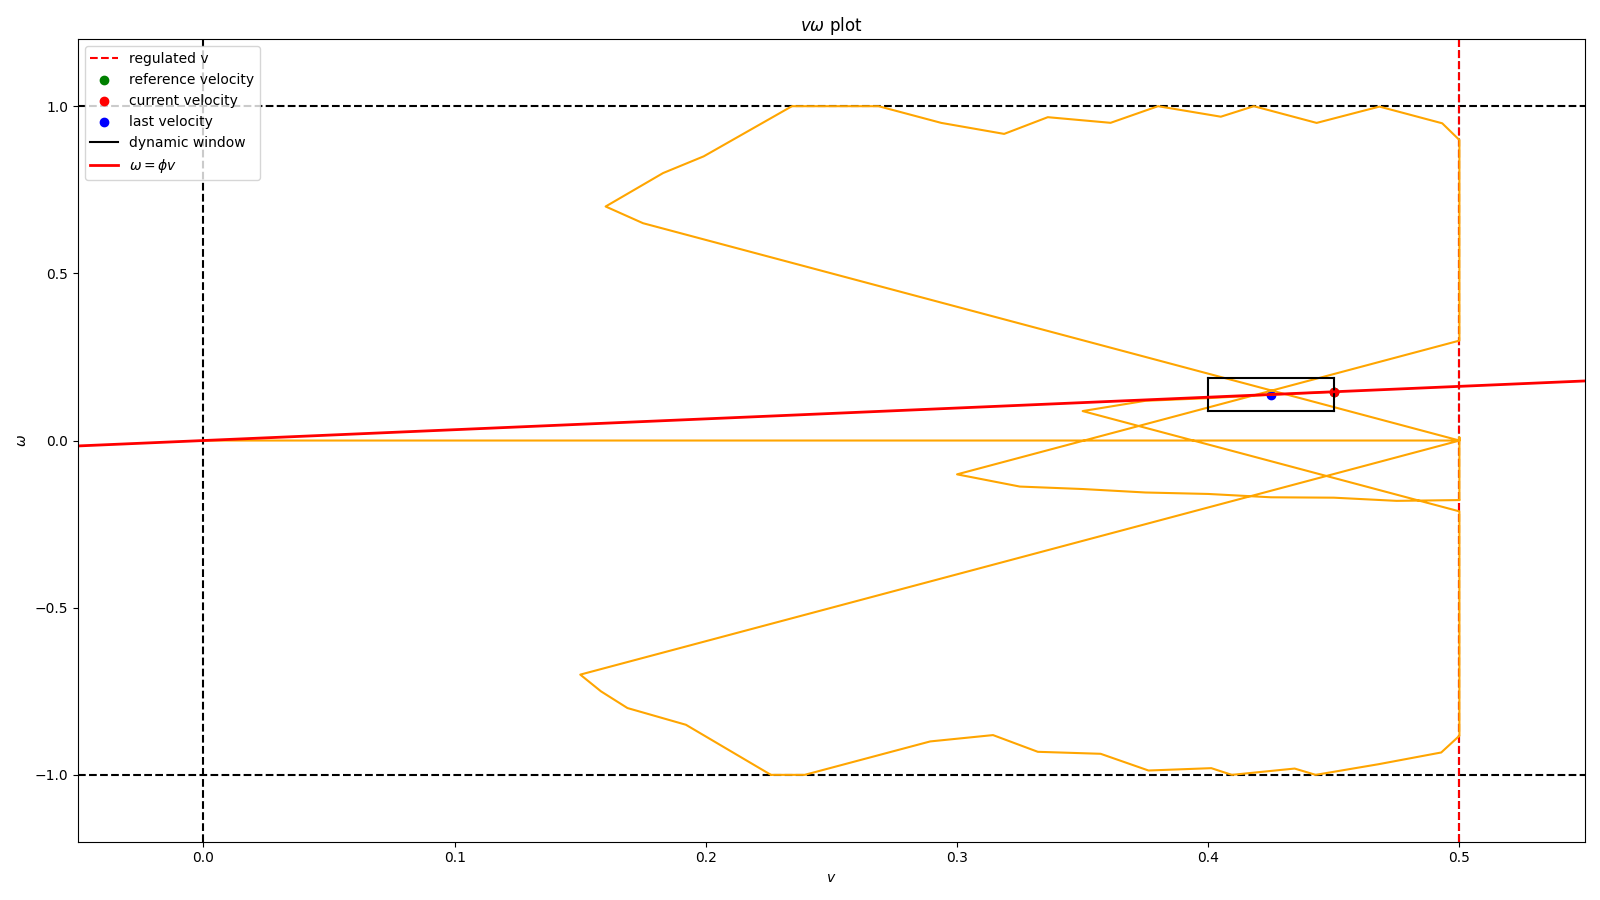 vω plot
regulated v
reference velocity
current velocity
last velocity
dynamic window
ω = ϕv
1.0
0.5
0.0
−0.5
−1.0
ω
0.0 0.1 0.2 0.3 0.4 0.5
v